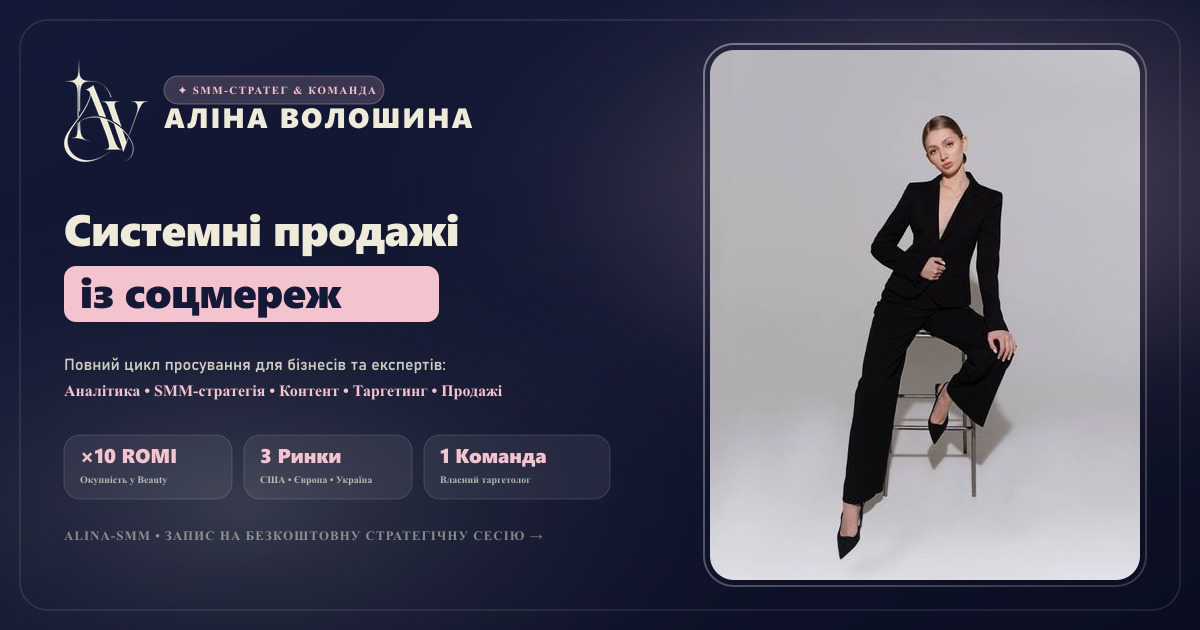 AV
✦ SMM-СТРАТЕГ & КОМАНДА
АЛІНА ВОЛОШИНА
Системні продажі
із соцмереж
Повний цикл просування для бізнесів та експертів:
Аналітика • SMM-стратегія • Контент • Таргетинг • Продажі
×10 ROMI
Окупність у Beauty
3 Ринки
США • Європа • Україна
1 Команда
Власний таргетолог
ALINA-SMM • ЗАПИС НА БЕЗКОШТОВНУ СТРАТЕГІЧНУ СЕСІЮ →